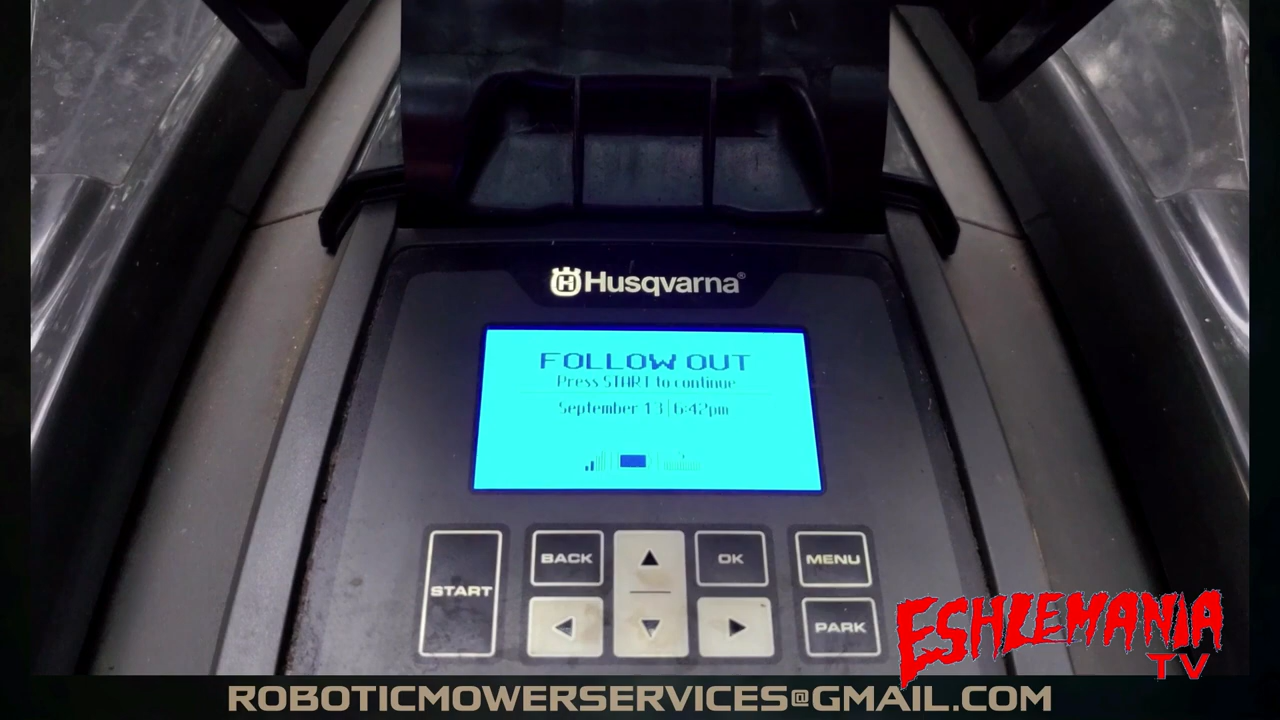 Husqvarna®
FOLLOW OUT
Press START to continue
September 13 | 6:42pm
START
BACK
OK
MENU
PARK
ESHLEMANIA
TV
ROBOTICMOWERSERVICES@GMAIL.COM